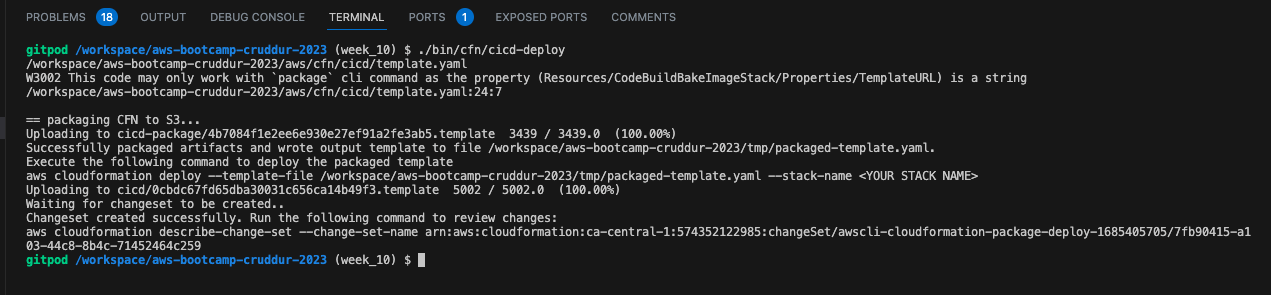 PROBLEMS 18 OUTPUT DEBUG CONSOLE TERMINAL PORTS 1 EXPOSED PORTS COMMENTS
gitpod /workspace/aws-bootcamp-cruddur-2023 (week_10) $ ./bin/cfn/cicd-deploy
/workspace/aws-bootcamp-cruddur-2023/aws/cfn/cicd/template.yaml
W3002 This code may only work with `package` cli command as the property (Resources/CodeBuildBakeImageStack/Properties/TemplateURL) is a string
/workspace/aws-bootcamp-cruddur-2023/aws/cfn/cicd/template.yaml:24:7
== packaging CFN to S3...
Uploading to cicd-package/4b7084f1e2ee6e930e27ef91a2fe3ab5.template  3439 / 3439.0  (100.00%)
Successfully packaged artifacts and wrote output template to file /workspace/aws-bootcamp-cruddur-2023/tmp/packaged-template.yaml.
Execute the following command to deploy the packaged template
aws cloudformation deploy --template-file /workspace/aws-bootcamp-cruddur-2023/tmp/packaged-template.yaml --stack-name <YOUR STACK NAME>
Uploading to cicd/0cbdc67fd65dba30031c656ca14b49f3.template  5002 / 5002.0  (100.00%)
Waiting for changeset to be created..
Changeset created successfully. Run the following command to review changes:
aws cloudformation describe-change-set --change-set-name arn:aws:cloudformation:ca-central-1:574352122985:changeSet/awscli-cloudformation-package-deploy-1685405705/7fb90415-a1
03-44c8-8b4c-71452464c259
gitpod /workspace/aws-bootcamp-cruddur-2023 (week_10) $